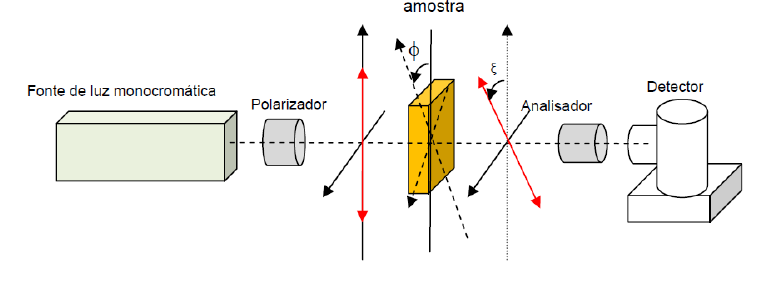 amostra
ϕ
ξ
Fonte de luz monocromática
Polarizador
Analisador
Detector